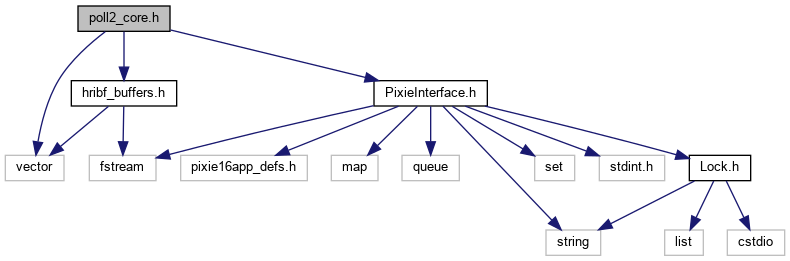 poll2_core.h
hribf_buffers.h
PixieInterface.h
vector
fstream
pixie16app_defs.h
map
queue
set
stdint.h
Lock.h
string
list
cstdio